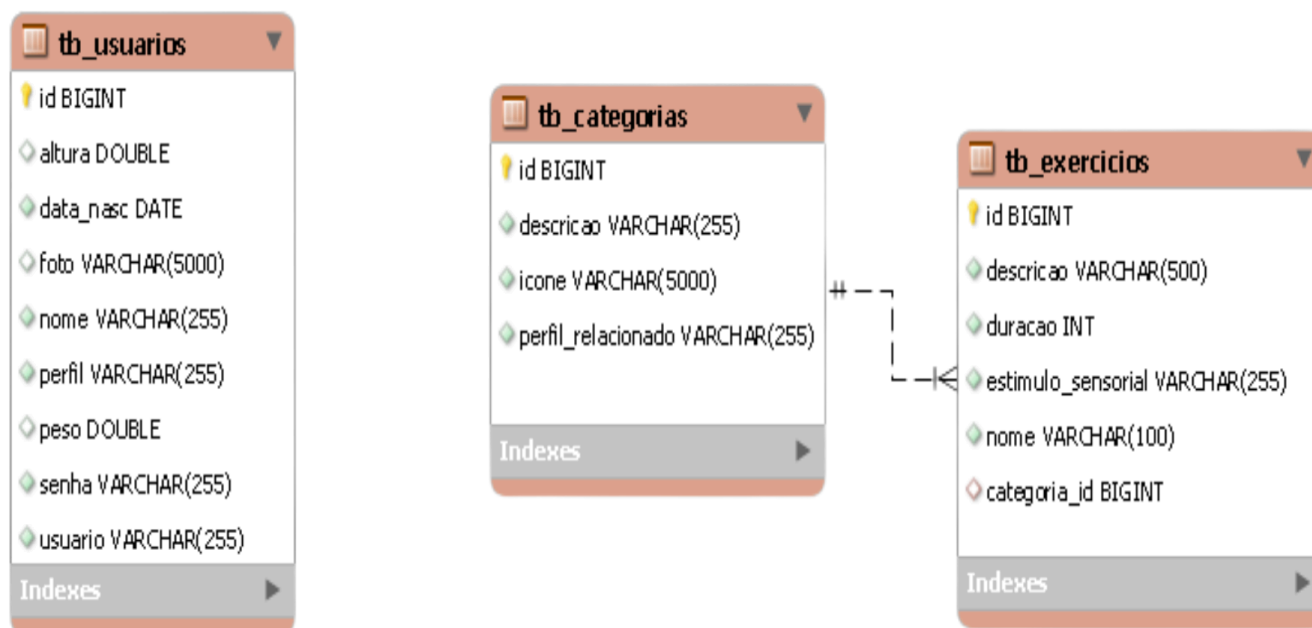 tb_usuarios
id BIGINT
altura DOUBLE
data_nasc DATE
foto VARCHAR(5000)
nome VARCHAR(255)
perfil VARCHAR(255)
peso DOUBLE
senha VARCHAR(255)
usuario VARCHAR(255)
Indexes
tb_categorias
id BIGINT
descricao VARCHAR(255)
icone VARCHAR(5000)
perfil_relacionado VARCHAR(255)
Indexes
tb_exercicios
id BIGINT
descricao VARCHAR(500)
duracao INT
estimulo_sensorial VARCHAR(255)
nome VARCHAR(100)
categoria_id BIGINT
Indexes